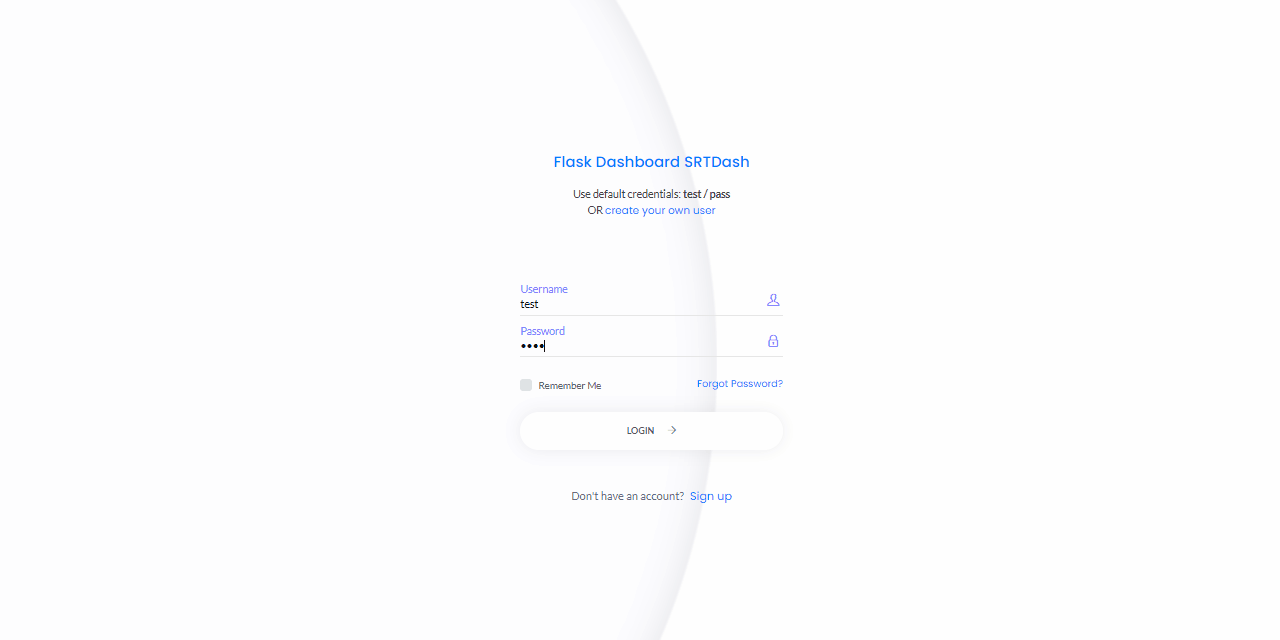 Flask Dashboard SRTDash
Use default credentials: test / pass
OR create your own user
Username
test
Password
••••
Remember Me
Forgot Password?
LOGIN →
Don't have an account? Sign up